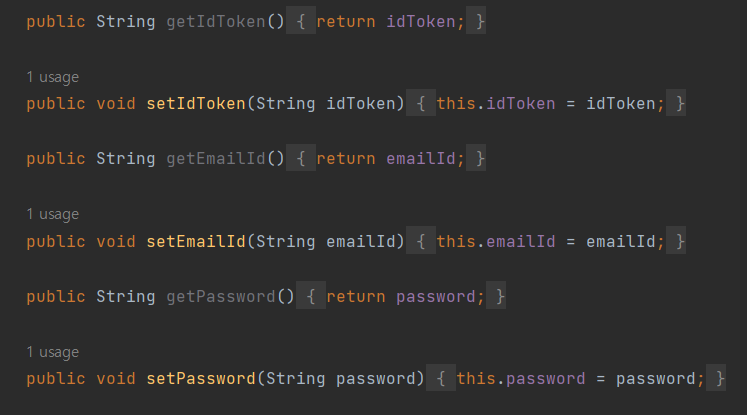 public String getIdToken() { return idToken; }
1 usage
public void setIdToken(String idToken) { this.idToken = idToken; }
public String getEmailId() { return emailId; }
1 usage
public void setEmailId(String emailId) { this.emailId = emailId; }
public String getPassword() { return password; }
1 usage
public void setPassword(String password) { this.password = password; }